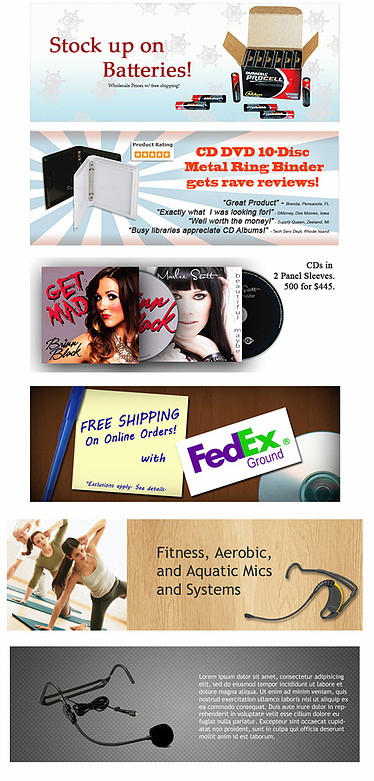 Stock up on
Batteries!
Wholesale Prices w/ free shipping!
DURACELL
PROCELL
Product Rating
CD DVD 10-Disc
Metal Ring Binder
gets rave reviews!
"Great Product" - Brenda, Pensacola, FL
"Exactly what I was looking for!" - GMoney, Des Moines, Iowa
"Well worth the money!" - Supply Queen, Zeeland, MI
"Busy libraries appreciate CD Albums!" - Tech Serv Dept, Rhode Island
CDs in
2 Panel Sleeves.
500 for $445.
GET
MAD
Brian
Black
beautiful maybe
FREE SHIPPING
On Online Orders!
with
*Exclusions apply. See details.
FedEx ®
Ground
Fitness, Aerobic,
and Aquatic Mics
and Systems
Lorem ipsum dolor sit amet, consectetur adipisicing
elit, sed do eiusmod tempor incididunt ut labore et
dolore magna aliqua. Ut enim ad minim veniam, quis
nostrud exercitation ullamco laboris nisi ut aliquip ex
ea commodo consequat. Duis aute irure dolor in rep-
rehenderit in voluptate velit esse cillum dolore eu
fugiat nulla pariatur. Excepteur sint occaecat cupid-
atat non proident, sunt in culpa qui officia deserunt
mollit anim id est laborum.